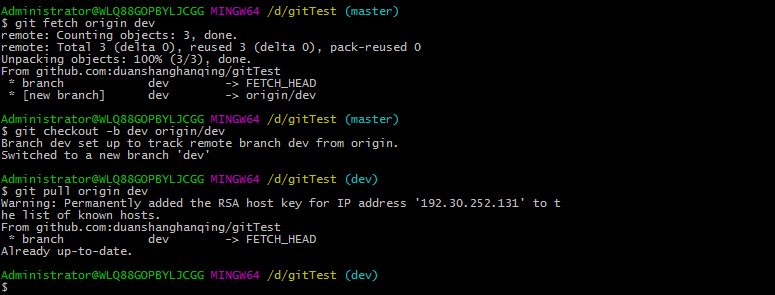 Administrator@WLQ88GOPBYLJCGG MINGW64 /d/gitTest (master)
$ git fetch origin dev
remote: Counting objects: 3, done.
remote: Total 3 (delta 0), reused 3 (delta 0), pack-reused 0
Unpacking objects: 100% (3/3), done.
From github.com:duanshanghanqing/gitTest
 * branch            dev        -> FETCH_HEAD
 * [new branch]      dev        -> origin/dev
Administrator@WLQ88GOPBYLJCGG MINGW64 /d/gitTest (master)
$ git checkout -b dev origin/dev
Branch dev set up to track remote branch dev from origin.
Switched to a new branch 'dev'
Administrator@WLQ88GOPBYLJCGG MINGW64 /d/gitTest (dev)
$ git pull origin dev
Warning: Permanently added the RSA host key for IP address '192.30.252.131' to t
he list of known hosts.
From github.com:duanshanghanqing/gitTest
 * branch            dev        -> FETCH_HEAD
Already up-to-date.
Administrator@WLQ88GOPBYLJCGG MINGW64 /d/gitTest (dev)
$